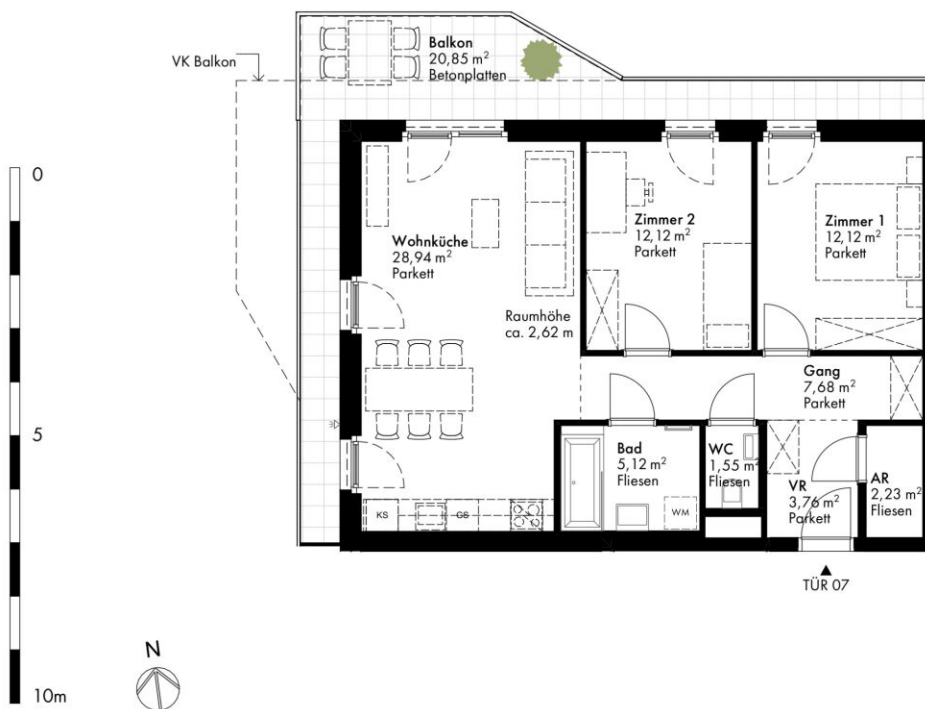 Balkon
20,85 m²
Betonplatten
VK Balkon
0
Zimmer 2
12,12 m²
Parkett
Zimmer 1
12,12 m²
Parkett
Wohnküche
28,94 m²
Parkett
Raumhöhe
ca. 2,62 m
Gang
7,68 m²
Parkett
5
Bad
5,12 m²
Fliesen
WC
1,55 m²
Fliesen
VR
3,76 m²
Parkett
AR
2,23 m²
Fliesen
KS
GS
WM
TÜR 07
N
10m